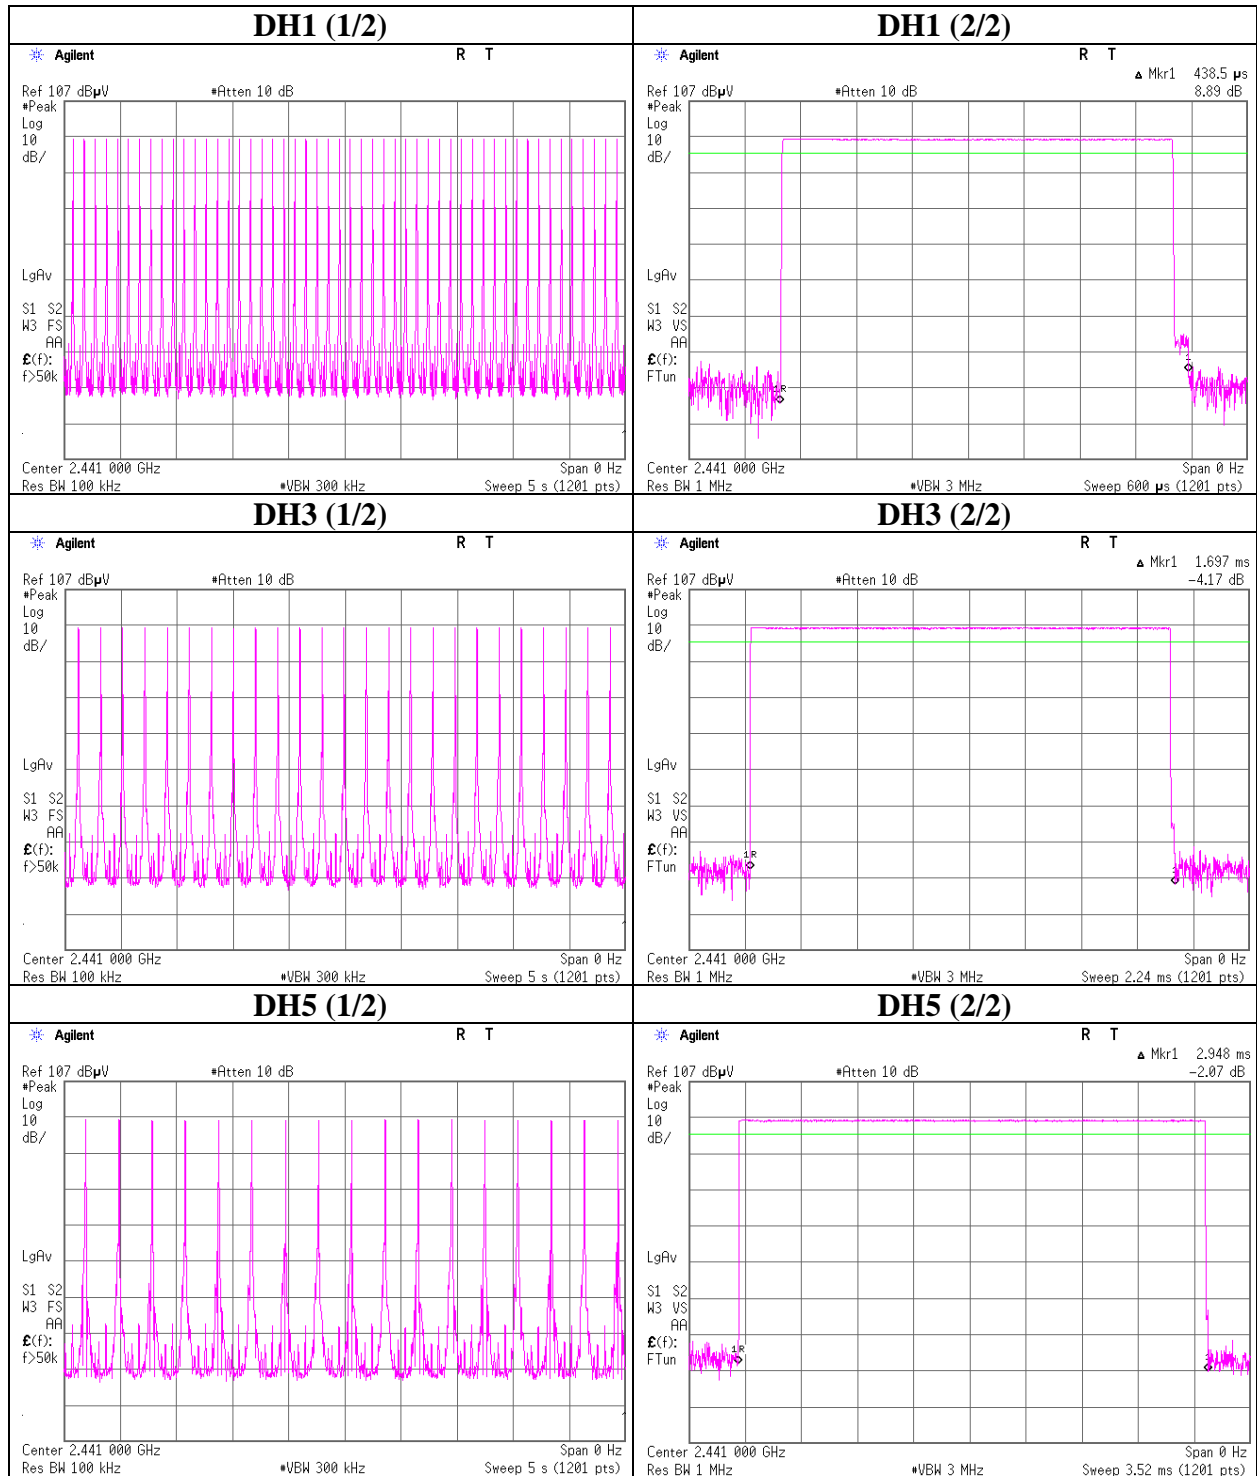 DH1 (1/2)
Agilent
R T
Ref 107 dBµV
#Atten 10 dB
#Peak
Log
10
dB/
LgAv
S1 S2
W3 FS
AA
£(f):
f>50k
Center 2.441 000 GHz
Span 0 Hz
Res BW 100 kHz
#VBW 300 kHz
Sweep 5 s (1201 pts)
DH1 (2/2)
Agilent
R T
Δ Mkr1 438.5 µs
Ref 107 dBµV
#Atten 10 dB
8.89 dB
#Peak
Log
10
dB/
LgAv
S1 S2
W3 VS
AA
£(f):
FTun
1R
1
Center 2.441 000 GHz
Span 0 Hz
Res BW 1 MHz
#VBW 3 MHz
Sweep 600 µs (1201 pts)
DH3 (1/2)
Agilent
R T
Ref 107 dBµV
#Atten 10 dB
#Peak
Log
10
dB/
LgAv
S1 S2
W3 FS
AA
£(f):
f>50k
Center 2.441 000 GHz
Span 0 Hz
Res BW 100 kHz
#VBW 300 kHz
Sweep 5 s (1201 pts)
DH3 (2/2)
Agilent
R T
Δ Mkr1 1.697 ms
Ref 107 dBµV
#Atten 10 dB
-4.17 dB
#Peak
Log
10
dB/
LgAv
S1 S2
W3 VS
AA
£(f):
FTun
1R
1
Center 2.441 000 GHz
Span 0 Hz
Res BW 1 MHz
#VBW 3 MHz
Sweep 2.24 ms (1201 pts)
DH5 (1/2)
Agilent
R T
Ref 107 dBµV
#Atten 10 dB
#Peak
Log
10
dB/
LgAv
S1 S2
W3 FS
AA
£(f):
f>50k
Center 2.441 000 GHz
Span 0 Hz
Res BW 100 kHz
#VBW 300 kHz
Sweep 5 s (1201 pts)
DH5 (2/2)
Agilent
R T
Δ Mkr1 2.948 ms
Ref 107 dBµV
#Atten 10 dB
-2.07 dB
#Peak
Log
10
dB/
LgAv
S1 S2
W3 VS
AA
£(f):
FTun
1R
1
Center 2.441 000 GHz
Span 0 Hz
Res BW 1 MHz
#VBW 3 MHz
Sweep 3.52 ms (1201 pts)